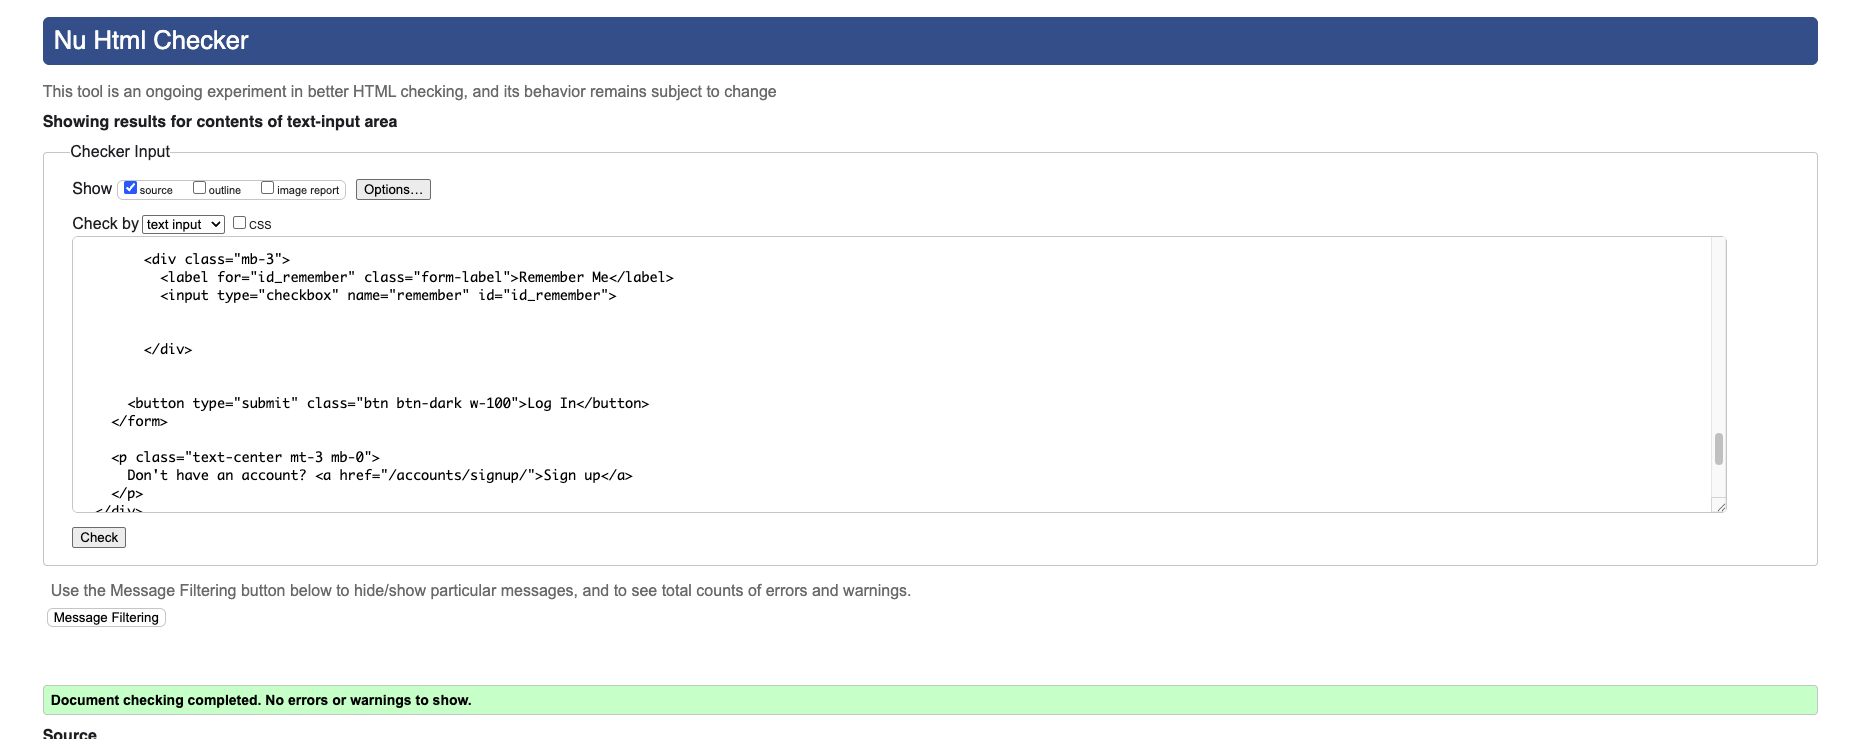 Nu Html Checker
This tool is an ongoing experiment in better HTML checking, and its behavior remains subject to change
Showing results for contents of text-input area
Checker Input
Show source outline image report Options...
Check by text input CSS
<div class="mb-3">
<label for="id_remember" class="form-label">Remember Me</label>
<input type="checkbox" name="remember" id="id_remember">
</div>
<button type="submit" class="btn btn-dark w-100">Log In</button>
</form>
<p class="text-center mt-3 mb-0">
Don't have an account? <a href="/accounts/signup/">Sign up</a>
</p>
</div>
Check
Use the Message Filtering button below to hide/show particular messages, and to see total counts of errors and warnings.
Message Filtering
Document checking completed. No errors or warnings to show.
Source